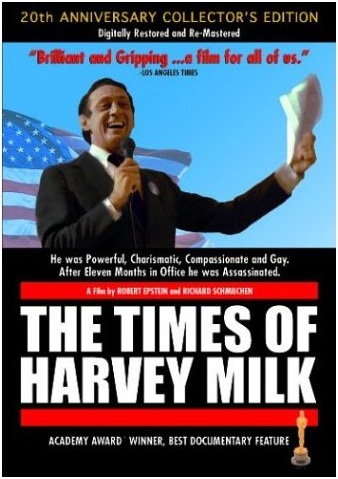 20th ANNIVERSARY COLLECTOR'S EDITION
Digitally Restored and Re-Mastered
"Brilliant and Gripping ...a film for all of us."
-LOS ANGELES TIMES
He was Powerful, Charismatic, Compassionate and Gay.
After Eleven Months in Office he was Assassinated.
A Film by ROBERT EPSTEIN and RICHARD SCHMIECHEN
THE TIMES OF
HARVEY MILK
ACADEMY AWARD™ WINNER, BEST DOCUMENTARY FEATURE